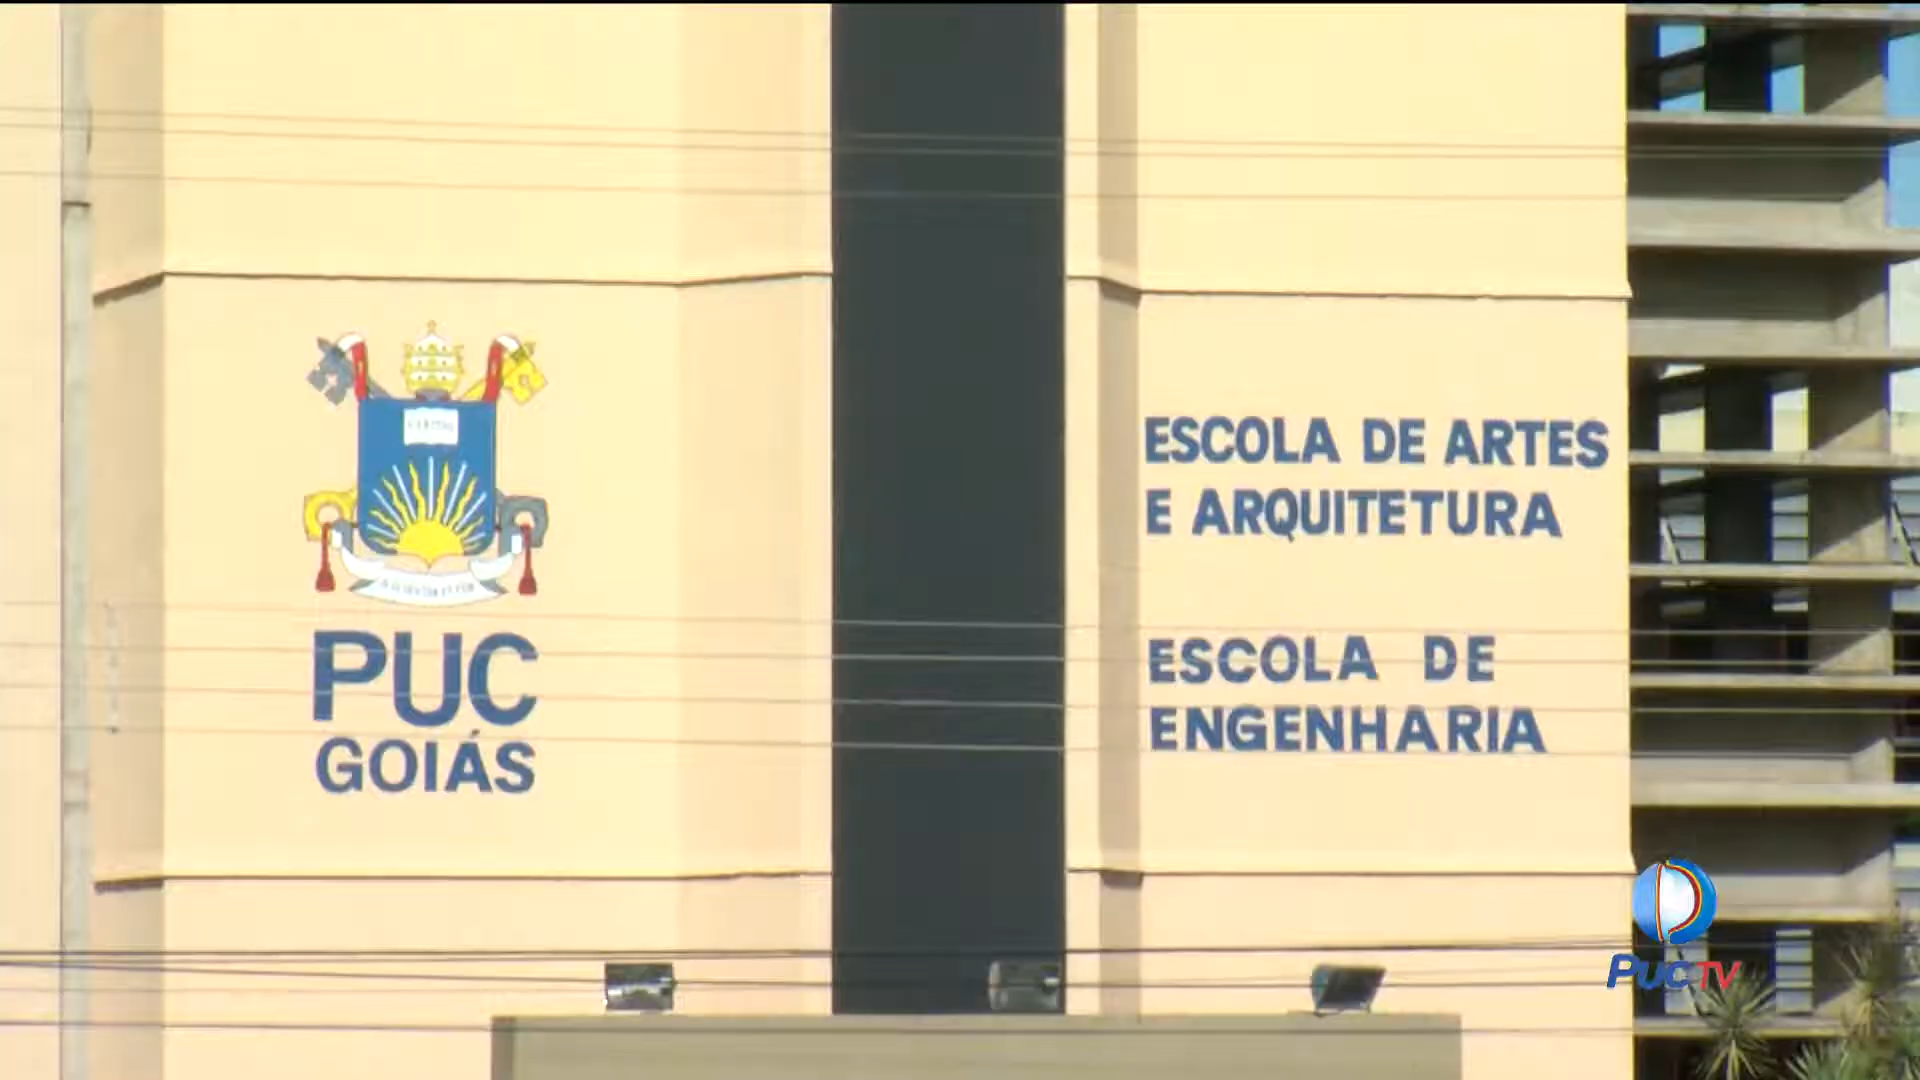 PUC
GOIÁS
ESCOLA DE ARTES
E ARQUITETURA
ESCOLA DE
ENGENHARIA
PUC TV